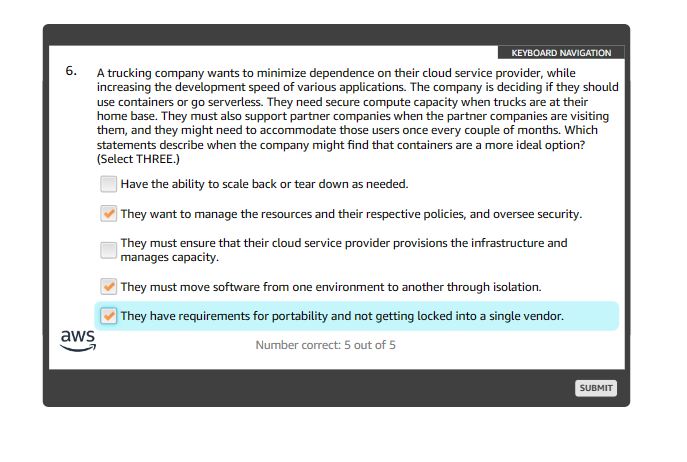 KEYBOARD NAVIGATION
6.
A trucking company wants to minimize dependence on their cloud service provider, while
increasing the development speed of various applications. The company is deciding if they should
use containers or go serverless. They need secure compute capacity when trucks are at their
home base. They must also support partner companies when the partner companies are visiting
them, and they might need to accommodate those users once every couple of months. Which
statements describe when the company might find that containers are a more ideal option?
(Select THREE.)
Have the ability to scale back or tear down as needed.
They want to manage the resources and their respective policies, and oversee security.
They must ensure that their cloud service provider provisions the infrastructure and
manages capacity.
They must move software from one environment to another through isolation.
They have requirements for portability and not getting locked into a single vendor.
aws
Number correct: 5 out of 5
SUBMIT